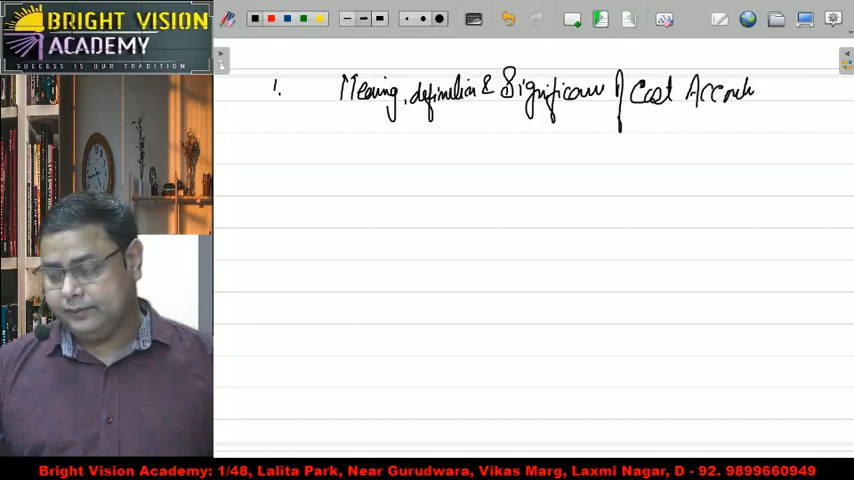 BRIGHT VISION
ACADEMY
SUCCESS IS OUR TRADITION
1. Meaning, definition & Significance of Cost Accounts
Bright Vision Academy: 1/48, Lalita Park, Near Gurudwara, Vikas Marg, Laxmi Nagar, D - 92. 9899660949